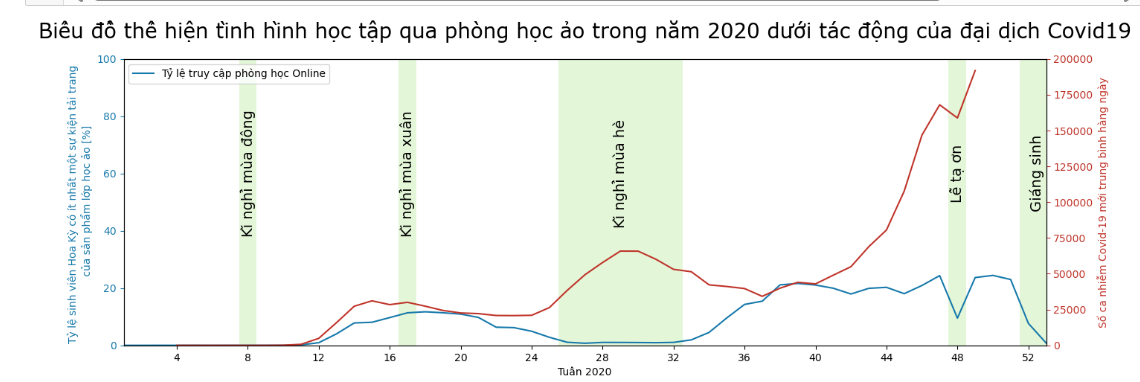 Biểu đồ thể hiện tình hình học tập qua phòng học ảo trong năm 2020 dưới tác động của đại dịch Covid19
Tỷ lệ truy cập phòng học Online
Tỷ lệ sinh viên Hoa Kỳ có ít nhất một sự kiện tải trang
của sản phẩm lớp học ảo [%]
100
80
60
40
20
0
Kì nghỉ mùa đông
Kì nghỉ mùa xuân
Kì nghỉ mùa hè
Lễ tạ ơn
Giáng sinh
200000
175000
150000
125000
100000
75000
50000
25000
0
Số ca nhiễm Covid-19 mới trung bình hàng ngày
4 8 12 16 20 24 28 32 36 40 44 48 52
Tuần 2020